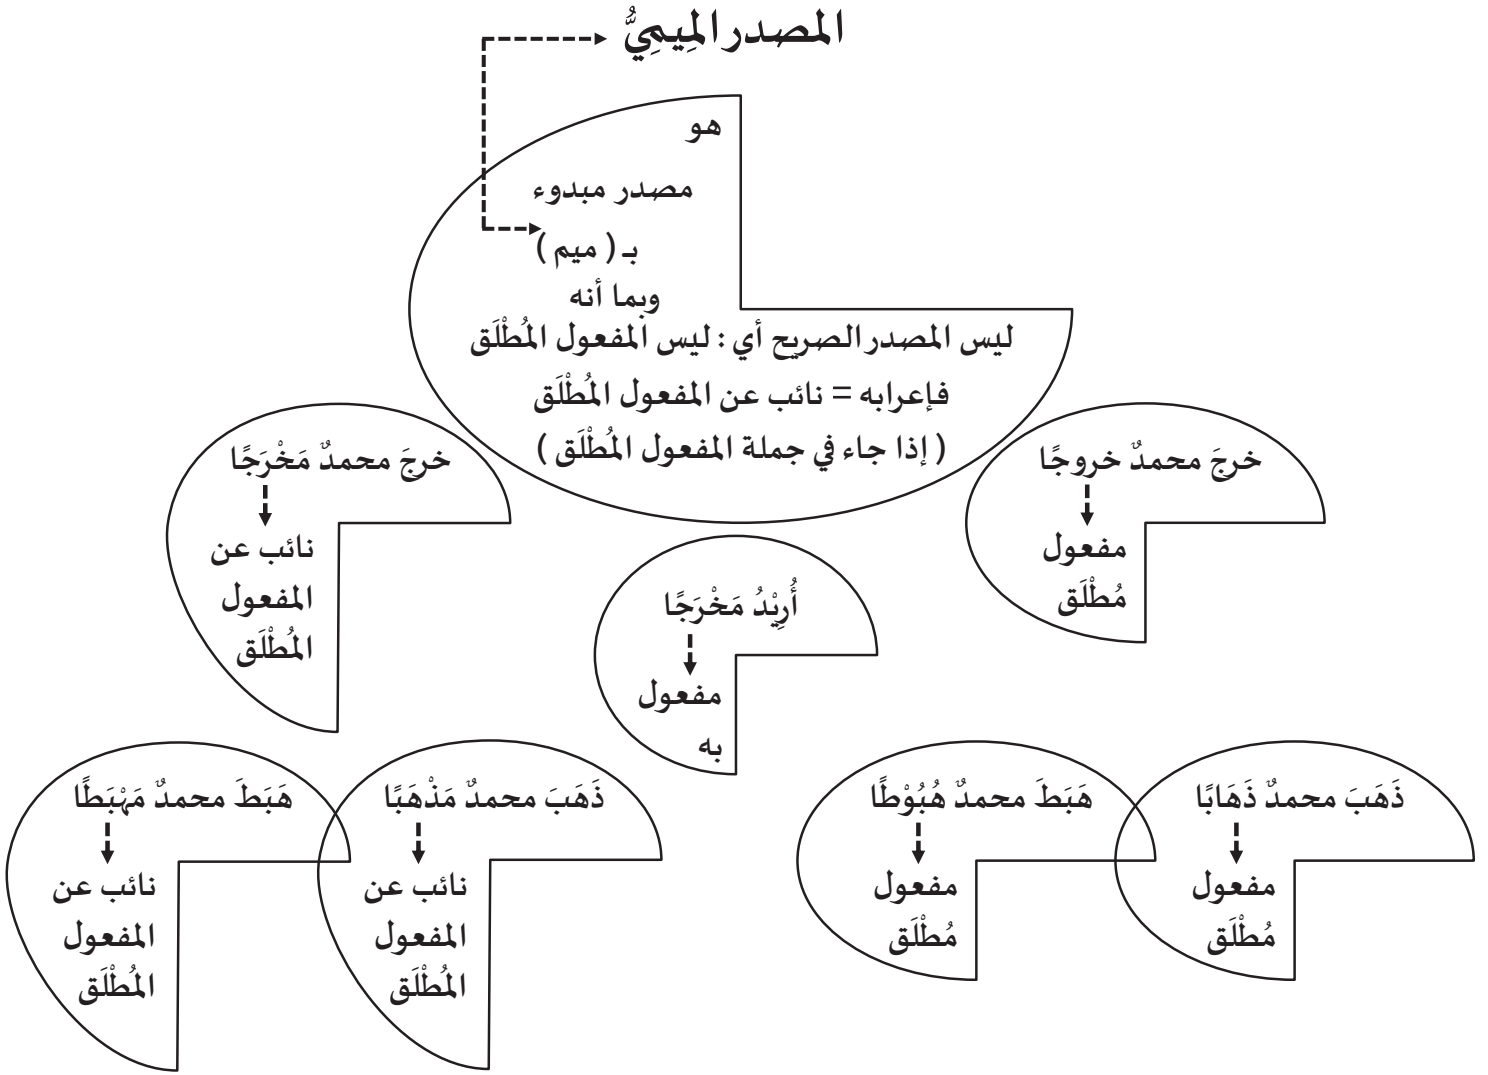 المصدر المِيمِيُّ
هو
مصدر مبدوء
بـ ( ميم )
وبما أنه
ليس المصدر الصريح أي : ليس المفعول المُطْلَق
فإعرابه = نائب عن المفعول المُطْلَق
( إذا جاء في جملة المفعول المُطْلَق )
خرجَ محمدٌ خروجًا
مفعول
مُطْلَق
خرجَ محمدٌ مَخْرَجًا
نائب عن
المفعول
المُطْلَق
أُرِيْدُ مَخْرَجًا
مفعول
به
ذَهَبَ محمدٌ ذَهَابًا
مفعول
مُطْلَق
هَبَطَ محمدٌ هُبُوْطًا
مفعول
مُطْلَق
ذَهَبَ محمدٌ مَذْهَبًا
نائب عن
المفعول
المُطْلَق
هَبَطَ محمدٌ مَهْبَطًا
نائب عن
المفعول
المُطْلَق